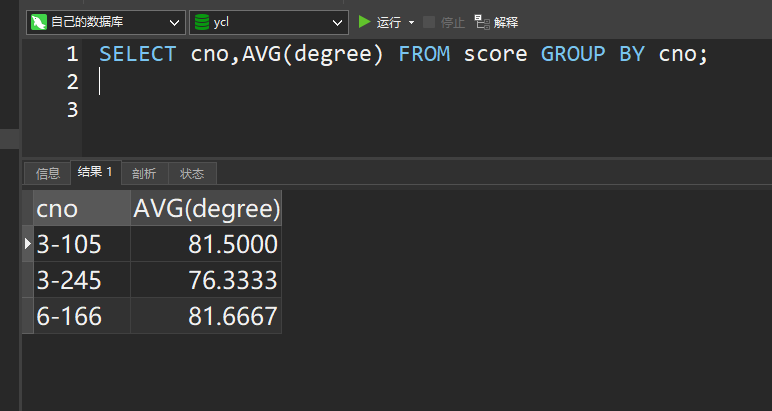 自己的数据库 ycl 运行 停止 解释
1 SELECT cno,AVG(degree) FROM score GROUP BY cno;
2
3
信息 结果 1 剖析 状态
cno AVG(degree)
3-105 81.5000
3-245 76.3333
6-166 81.6667